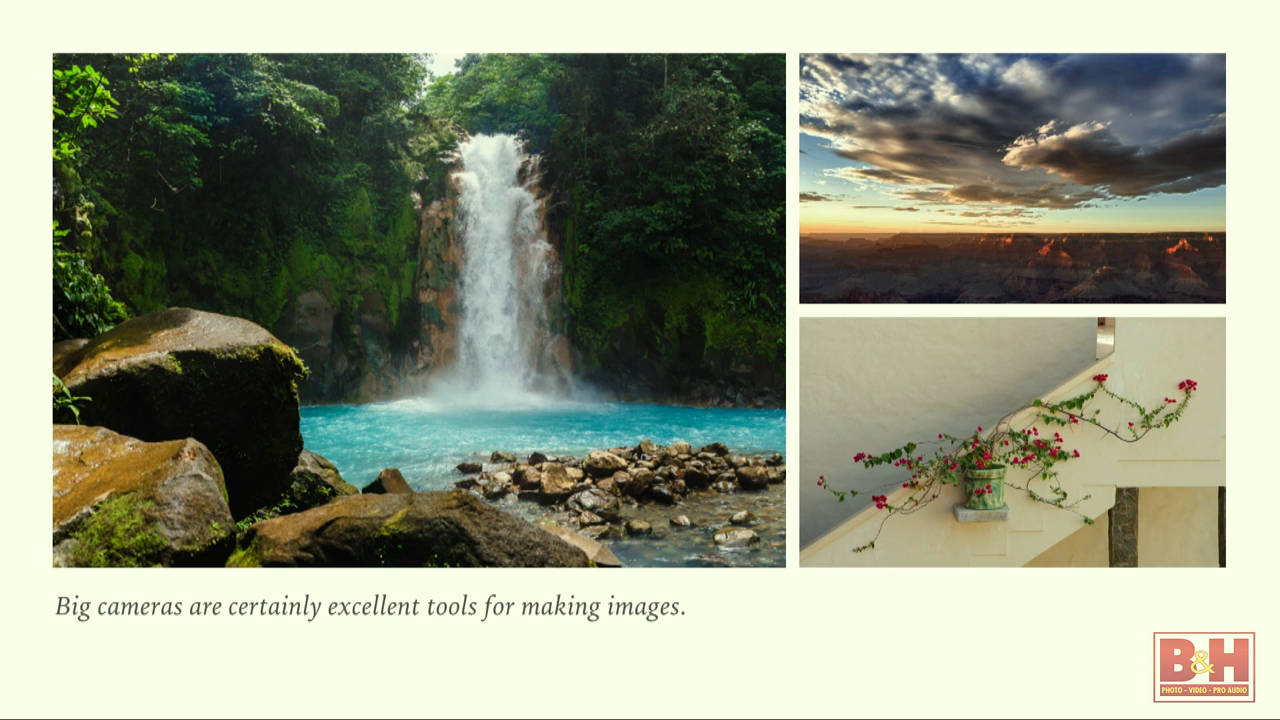 Big cameras are certainly excellent tools for making images.
B&H
PHOTO • VIDEO • PRO AUDIO